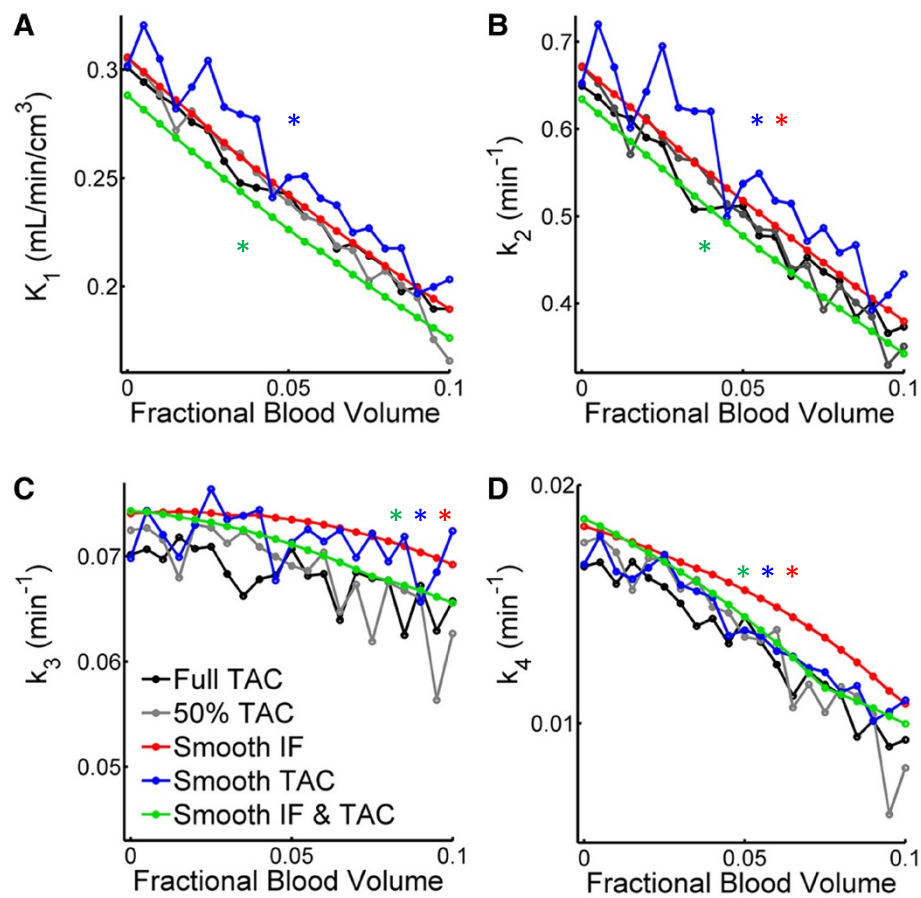 A
B
K₁ (mL/min/cm³)
0.3
0.25
0.2
0
0.05
0.1
Fractional Blood Volume
*
*
k₂ (min⁻¹)
0.7
0.6
0.5
0.4
0
0.05
0.1
Fractional Blood Volume
* *
*
C
D
k₃ (min⁻¹)
0.07
0.06
0.05
0
0.05
0.1
Fractional Blood Volume
* * *
Full TAC
50% TAC
Smooth IF
Smooth TAC
Smooth IF & TAC
k₄ (min⁻¹)
0.02
0.01
0
0.05
0.1
Fractional Blood Volume
* * *